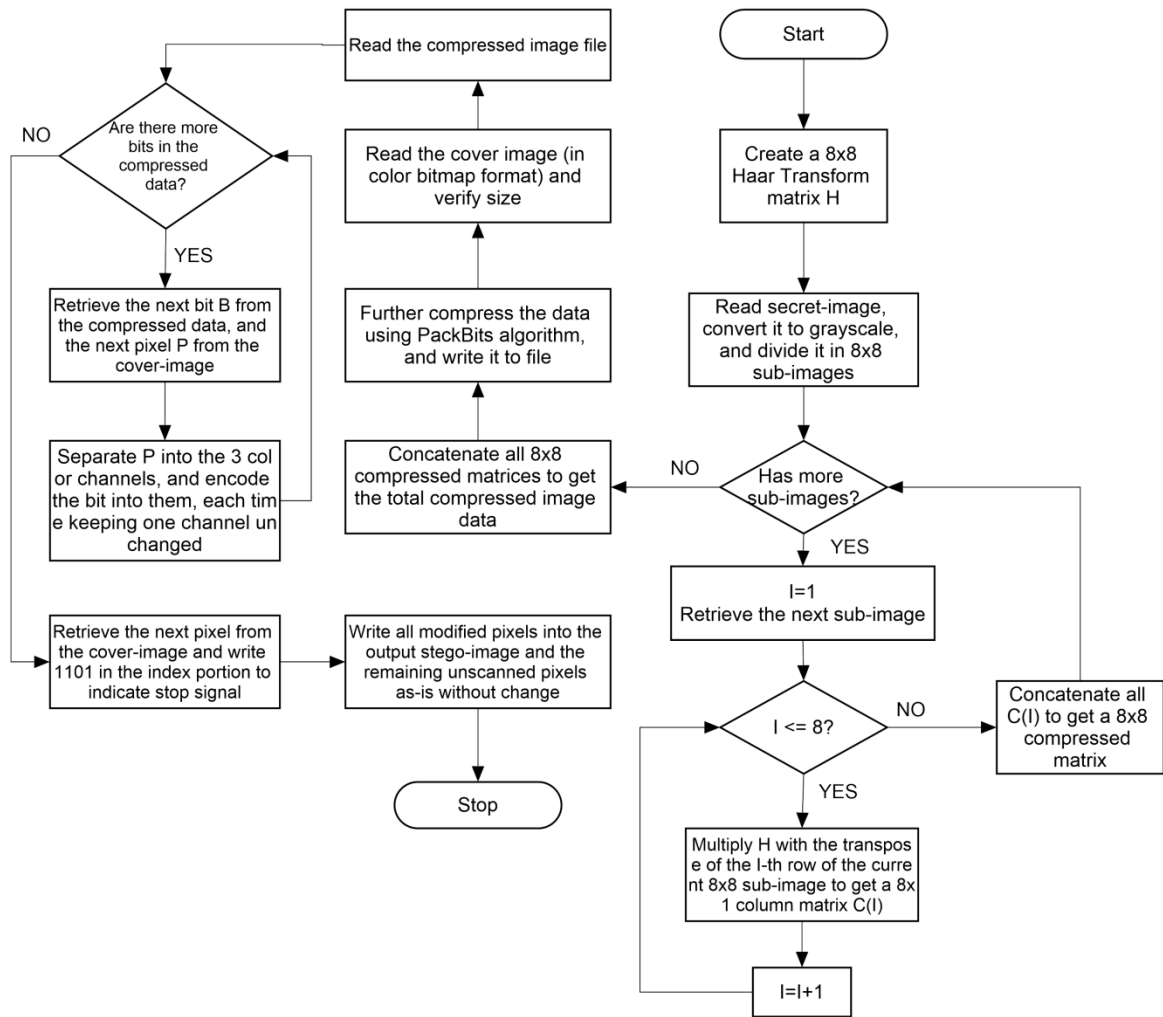 Start
Create a 8x8
Haar Transform
matrix H
Read secret-image,
convert it to grayscale,
and divide it in 8x8
sub-images
Has more
sub-images?
NO
YES
I=1
Retrieve the next sub-image
I <= 8?
NO
YES
Concatenate all
C(I) to get a 8x8
compressed
matrix
Multiply H with the transpos
e of the I-th row of the curre
nt 8x8 sub-image to get a 8x
1 column matrix C(I)
I=I+1
Concatenate all 8x8
compressed matrices to get
the total compressed image
data
Further compress the data
using PackBits algorithm,
and write it to file
Read the cover image (in
color bitmap format) and
verify size
Read the compressed image file
Are there more
bits in the
compressed
data?
NO
YES
Retrieve the next bit B from
the compressed data, and
the next pixel P from the
cover-image
Separate P into the 3 col
or channels, and encode
the bit into them, each tim
e keeping one channel un
changed
Retrieve the next pixel from
the cover-image and write
1101 in the index portion to
indicate stop signal
Write all modified pixels into the
output stego-image and the
remaining unscanned pixels
as-is without change
Stop